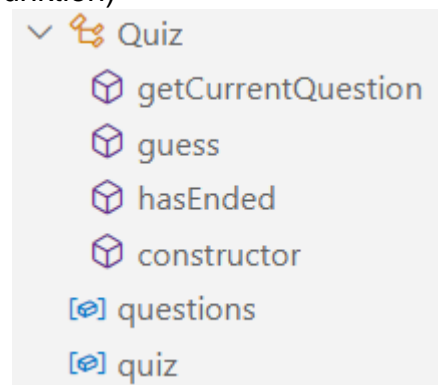 Quiz
getCurrentQuestion
guess
hasEnded
constructor
questions
quiz